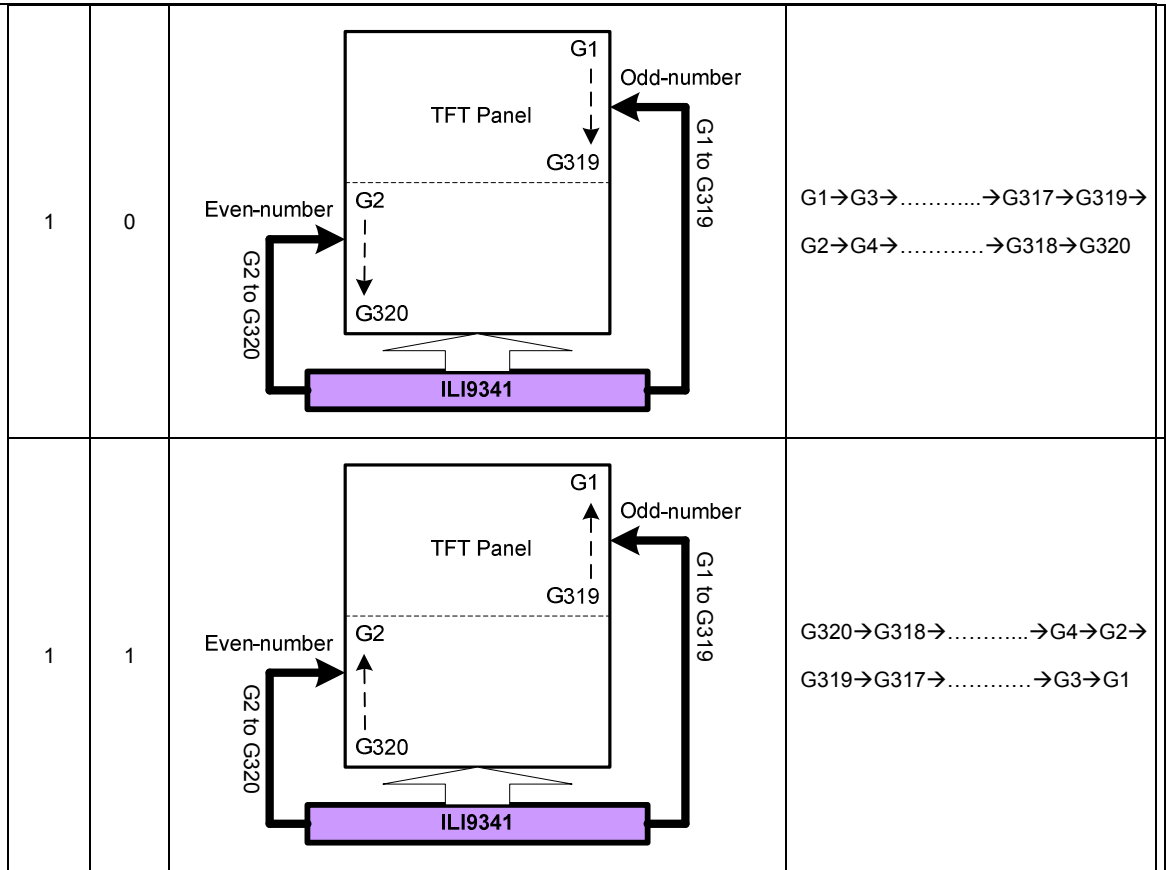 1
0
G1
Odd-number
TFT Panel
G1 to G319
G319
G2
Even-number
G2 to G320
G320
ILI9341
G1→G3→………...→G317→G319→
G2→G4→…………→G318→G320
1
1
G1
Odd-number
TFT Panel
G1 to G319
G319
G2
Even-number
G2 to G320
G320
ILI9341
G320→G318→………...→G4→G2→
G319→G317→…………→G3→G1